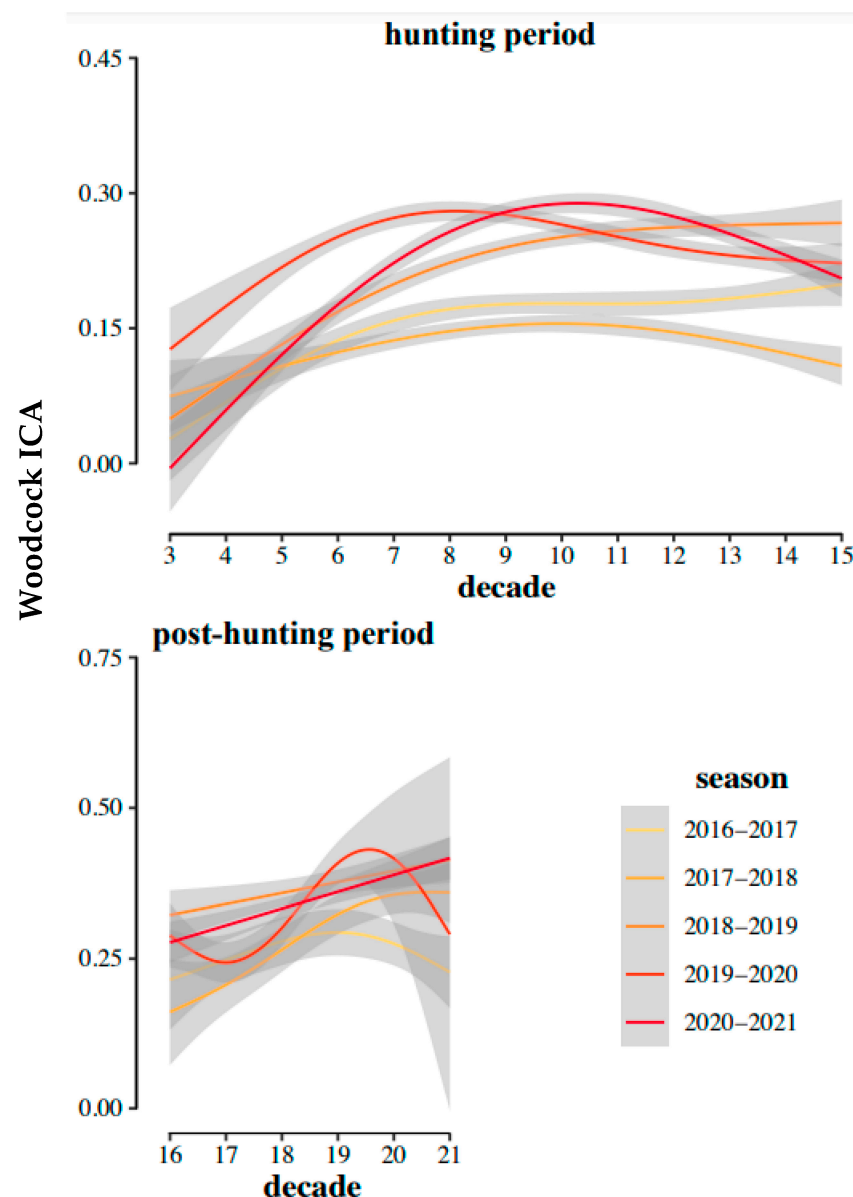 hunting period
0.45
0.30
0.15
0.00
3 4 5 6 7 8 9 10 11 12 13 14 15
decade
Woodcock ICA
post-hunting period
0.75
0.50
0.25
0.00
16 17 18 19 20 21
decade
season
2016–2017
2017–2018
2018–2019
2019–2020
2020–2021